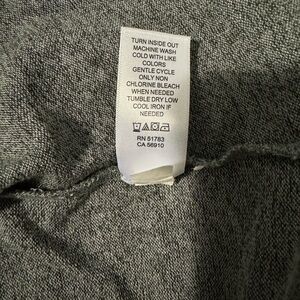 TURN INSIDE OUT
MACHINE WASH
COLD WITH LIKE
COLORS
GENTLE CYCLE
ONLY NON
CHLORINE BLEACH
WHEN NEEDED
TUMBLE DRY LOW
COOL IRON IF
NEEDED
RN 51783
CA 56910